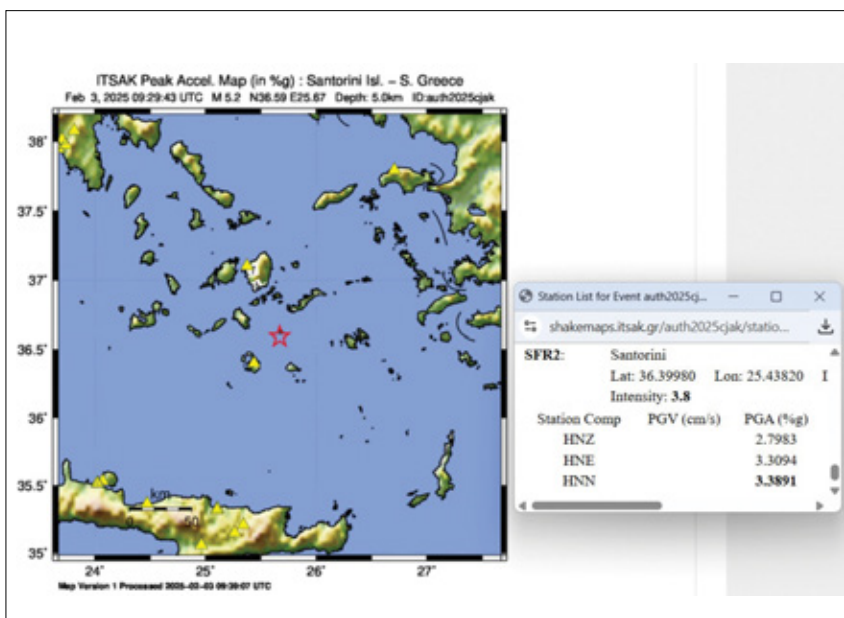 ITSAK Peak Accel. Map (in %g) : Santorini Isl. – S. Greece
Feb 3, 2025 09:29:43 UTC M 5.2 N36.59 E25.67 Depth: 5.0km ID:auth2025cjak
38˚
37.5˚
37˚
36.5˚
36˚
35.5˚
35˚
km
0 50
24˚ 25˚ 26˚ 27˚
Map Version 1 Processed 2025-02-03 09:39:07 UTC
Station List for Event auth2025cj...
shakemaps.itsak.gr/auth2025cjak/statio...
SFR2: Santorini
Lat: 36.39980 Lon: 25.43820 I
Intensity: 3.8
Station Comp PGV (cm/s) PGA (%g)
HNZ 2.7983
HNE 3.3094
HNN 3.3891